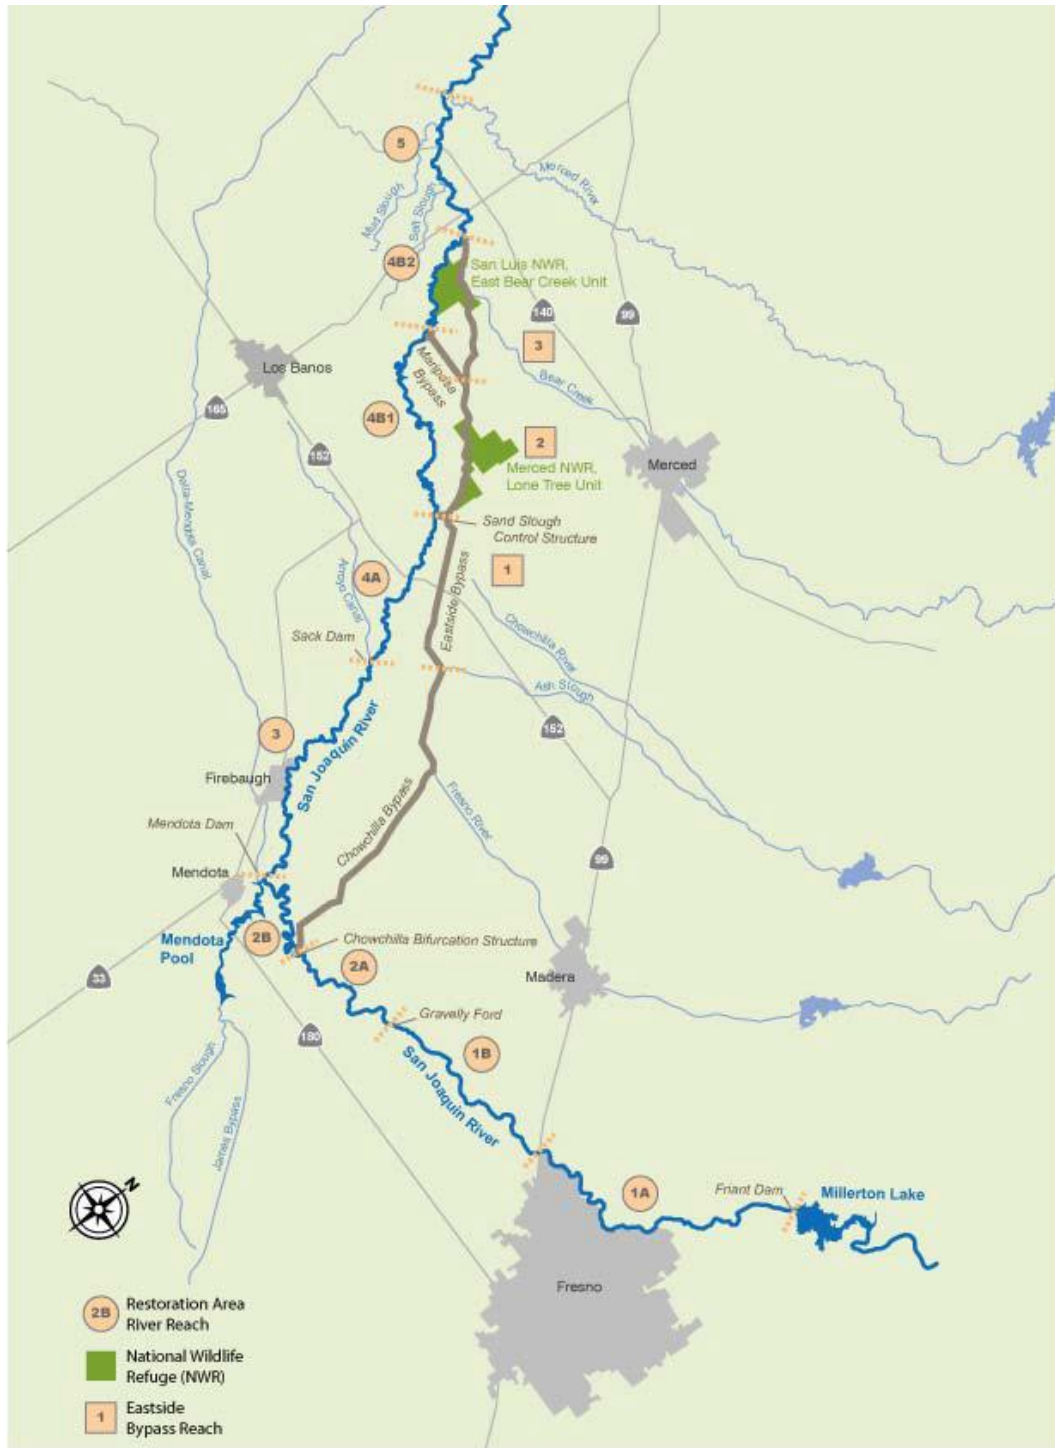 5
Merced River
Mud Slough
Salt Slough
4B2
San Luis NWR,
East Bear Creek Unit
140
99
3
Mariposa
Bypass
Los Banos
Bear Creek
165
4B1
2
152
Merced
Merced NWR,
Lone Tree Unit
Delta-Mendota Canal
Sand Slough
Control Structure
1
4A
Arroyo Canal
Eastside Bypass
Chowchilla River
Sack Dam
Ash Slough
152
3
San Joaquin River
Firebaugh
Chowchilla Bypass
Fresno River
Mendota Dam
99
Mendota
2B
Mendota
Pool
Chowchilla Bifurcation Structure
2A
Madera
33
Gravelly Ford
180
1B
San Joaquin River
Fresno Slough
James Bypass
N
1A
Friant Dam
Millerton Lake
Fresno
2B
Restoration Area
River Reach
National Wildlife
Refuge (NWR)
1
Eastside
Bypass Reach